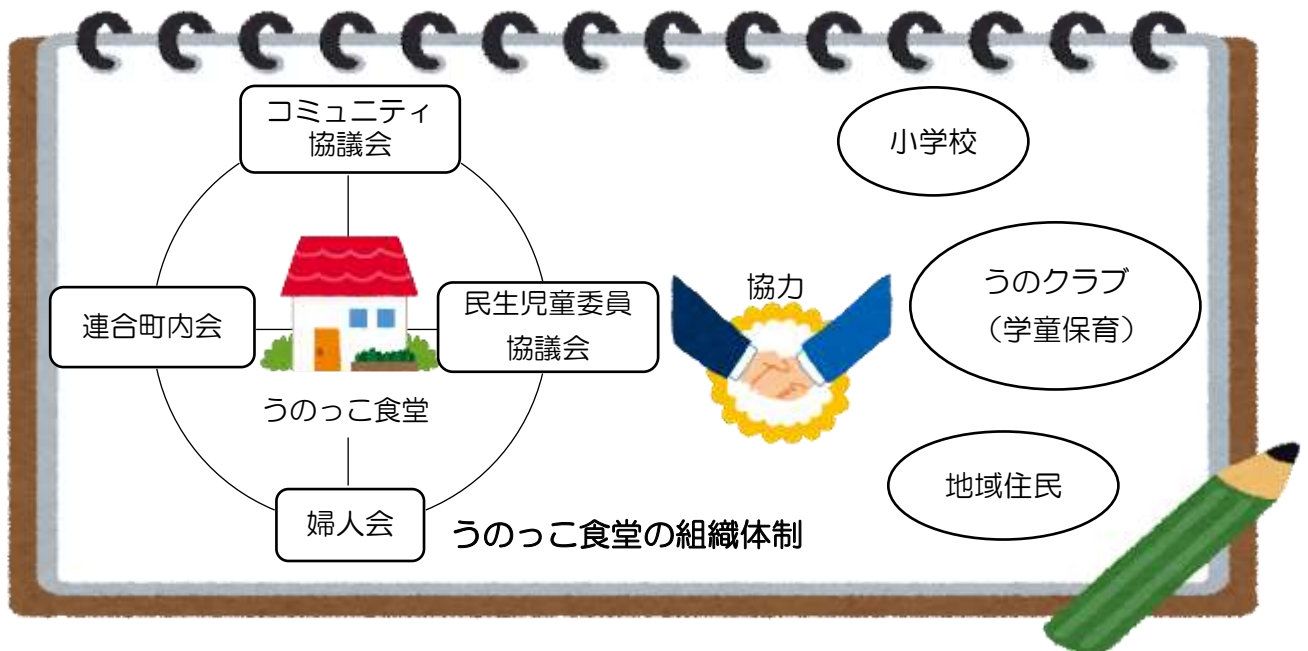 コミュニティ
協議会
連合町内会
民生児童委員
協議会
うのっこ食堂
婦人会
うのっこ食堂の組織体制
協力
小学校
うのクラブ
（学童保育）
地域住民